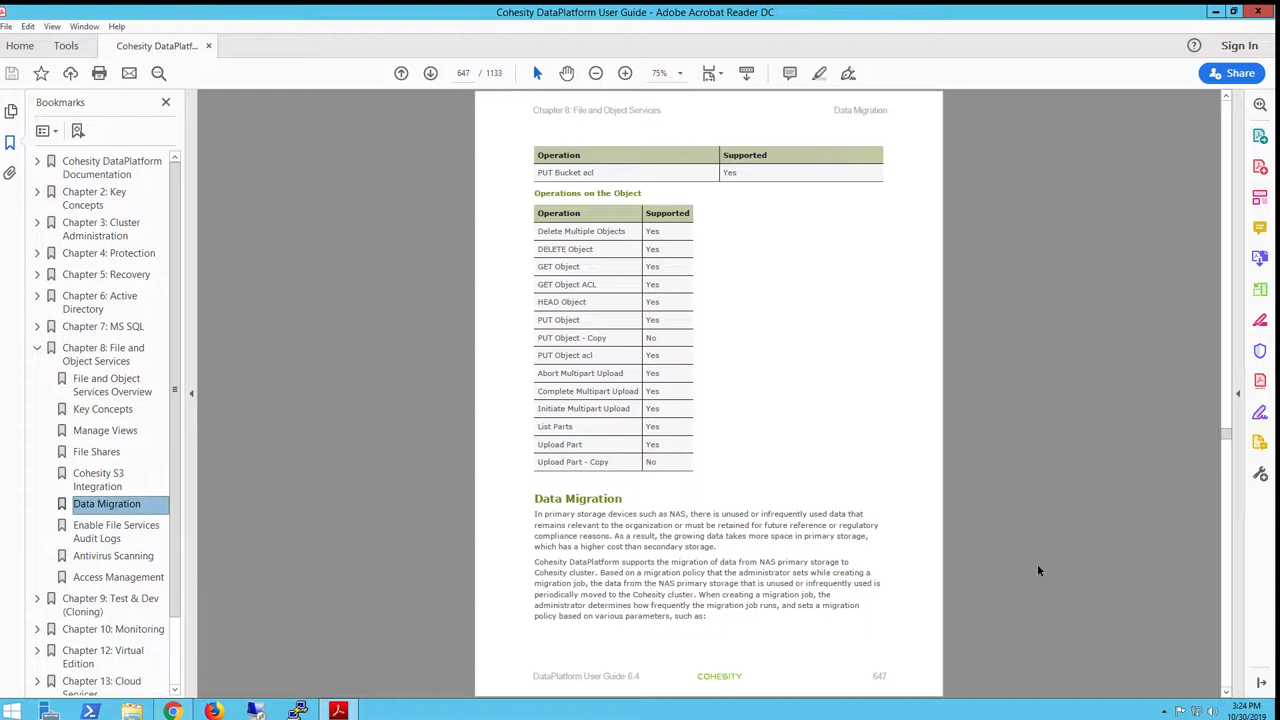 Cohesity DataPlatform User Guide - Adobe Acrobat Reader DC
File Edit View Window Help
Home Tools Cohesity DataPlatf... × Sign In
647 / 1133 75% Share
Bookmarks
Cohesity DataPlatform
Documentation
Chapter 2: Key
Concepts
Chapter 3: Cluster
Administration
Chapter 4: Protection
Chapter 5: Recovery
Chapter 6: Active
Directory
Chapter 7: MS SQL
Chapter 8: File and
Object Services
File and Object
Services Overview
Key Concepts
Manage Views
File Shares
Cohesity S3
Integration
Data Migration
Enable File Services
Audit Logs
Antivirus Scanning
Access Management
Chapter 9: Test & Dev
(Cloning)
Chapter 10: Monitoring
Chapter 12: Virtual
Edition
Chapter 13: Cloud
Services
Chapter 8: File and Object Services Data Migration
Operation Supported
PUT Bucket acl Yes
Operations on the Object
Operation Supported
Delete Multiple Objects Yes
DELETE Object Yes
GET Object Yes
GET Object ACL Yes
HEAD Object Yes
PUT Object Yes
PUT Object - Copy No
PUT Object acl Yes
Abort Multipart Upload Yes
Complete Multipart Upload Yes
Initiate Multipart Upload Yes
List Parts Yes
Upload Part Yes
Upload Part - Copy No
Data Migration
In primary storage devices such as NAS, there is unused or infrequently used data that
remains relevant to the organization or must be retained for future reference or regulatory
compliance reasons. As a result, the growing data takes more space in primary storage,
which has a higher cost than secondary storage.
Cohesity DataPlatform supports the migration of data from NAS primary storage to
Cohesity cluster. Based on a migration policy that the administrator sets while creating a
migration job, the data from the NAS primary storage that is unused or infrequently used is
periodically moved to the Cohesity cluster. When creating a migration job, the
administrator determines how frequently the migration job runs, and sets a migration
policy based on various parameters, such as:
DataPlatform User Guide 6.4 COHESITY 647
3:24 PM
10/30/2019